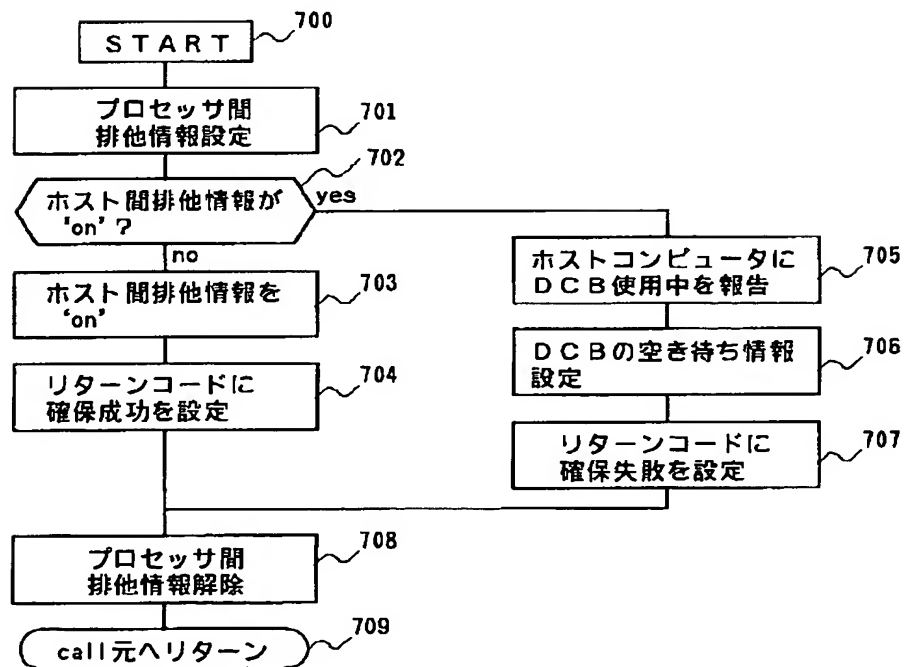 START
700
プロセッサ間
排他情報設定
701
702
ホスト間排他情報が
'on'?
yes
no
ホスト間排他情報を
'on'
703
リターンコードに
確保成功を設定
704
ホストコンピュータに
DCB使用中を報告
705
DCBの空き待ち情報
設定
706
リターンコードに
確保失敗を設定
707
プロセッサ間
排他情報解除
708
call元へリターン
709